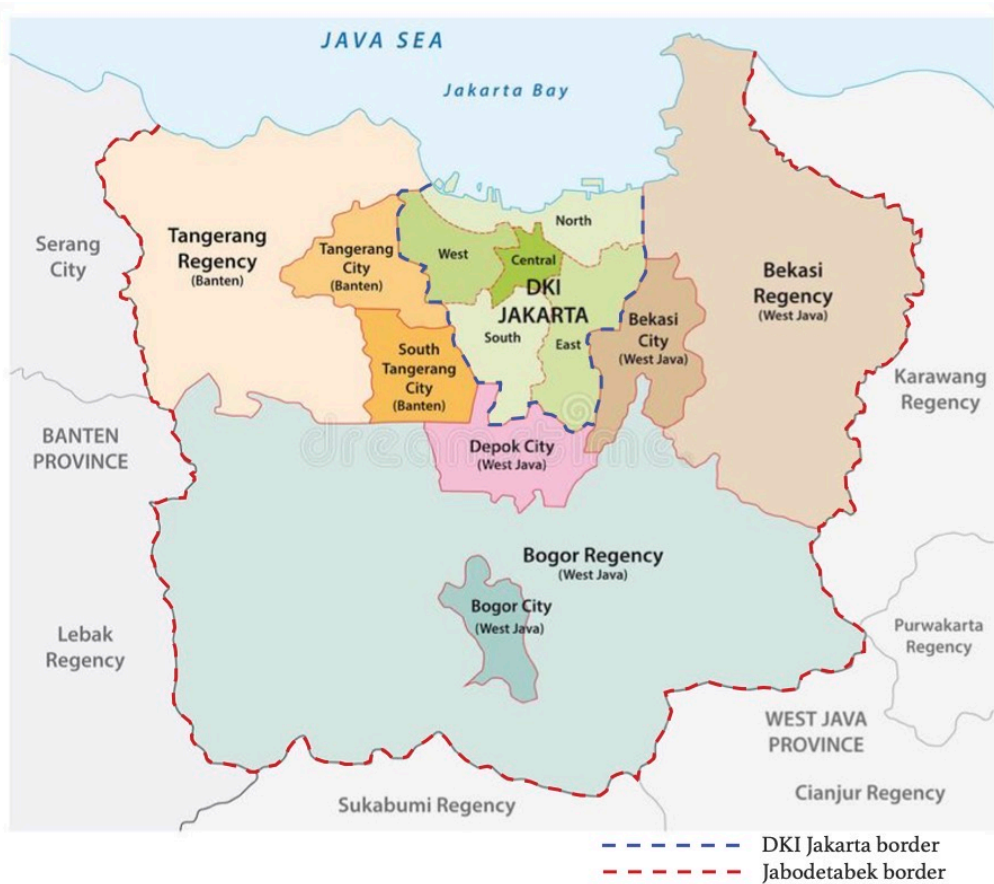 JAVA SEA
Jakarta Bay
Tangerang
Regency
(Banten)
Serang
City
Tangerang
City
(Banten)
West
North
Central
DKI
JAKARTA
South
East
Bekasi
City
(West Java)
Bekasi
Regency
(West Java)
South
Tangerang
City
(Banten)
Karawang
Regency
BANTEN
PROVINCE
Depok City
(West Java)
dreamstime.
Bogor Regency
(West Java)
Bogor City
(West Java)
Lebak
Regency
Purwakarta
Regency
WEST JAVA
PROVINCE
Sukabumi Regency
Cianjur Regency
DKI Jakarta border
Jabodetabek border